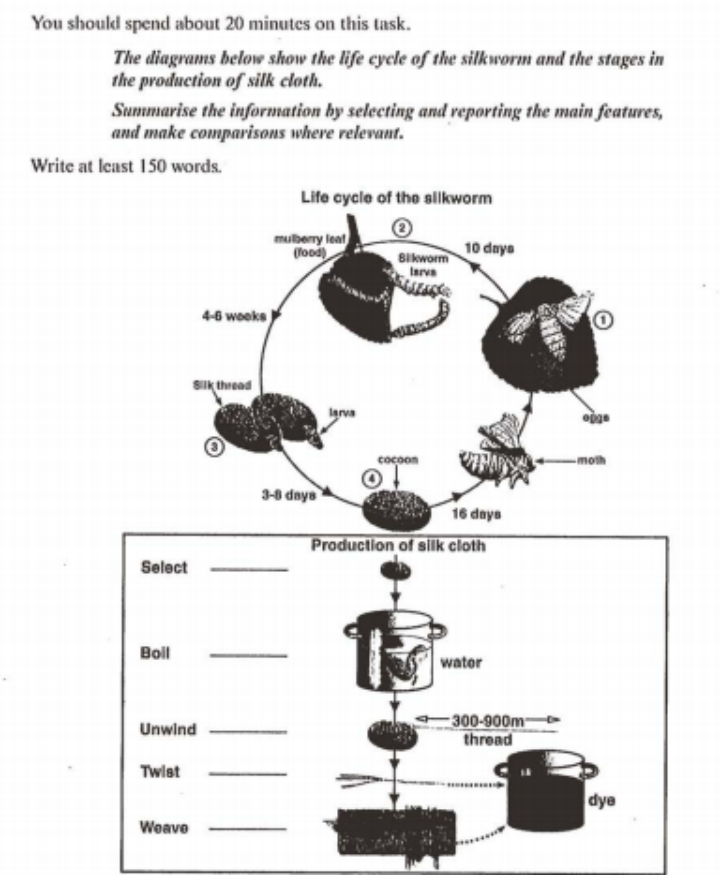 You should spend about 20 minutes on this task.
The diagrams below show the life cycle of the silkworm and the stages in
the production of silk cloth.
Summarise the information by selecting and reporting the main features,
and make comparisons where relevant.
Write at least 150 words.
Life cycle of the silkworm
2
mulberry leaf
(food)
10 days
Silkworm
larva
4-6 weeks
1
Silk thread
larva
eggs
3
cocoon
moth
4
3-8 days
16 days
Production of silk cloth
Select
Boil
water
Unwind
300-900m
thread
Twist
dye
Weave